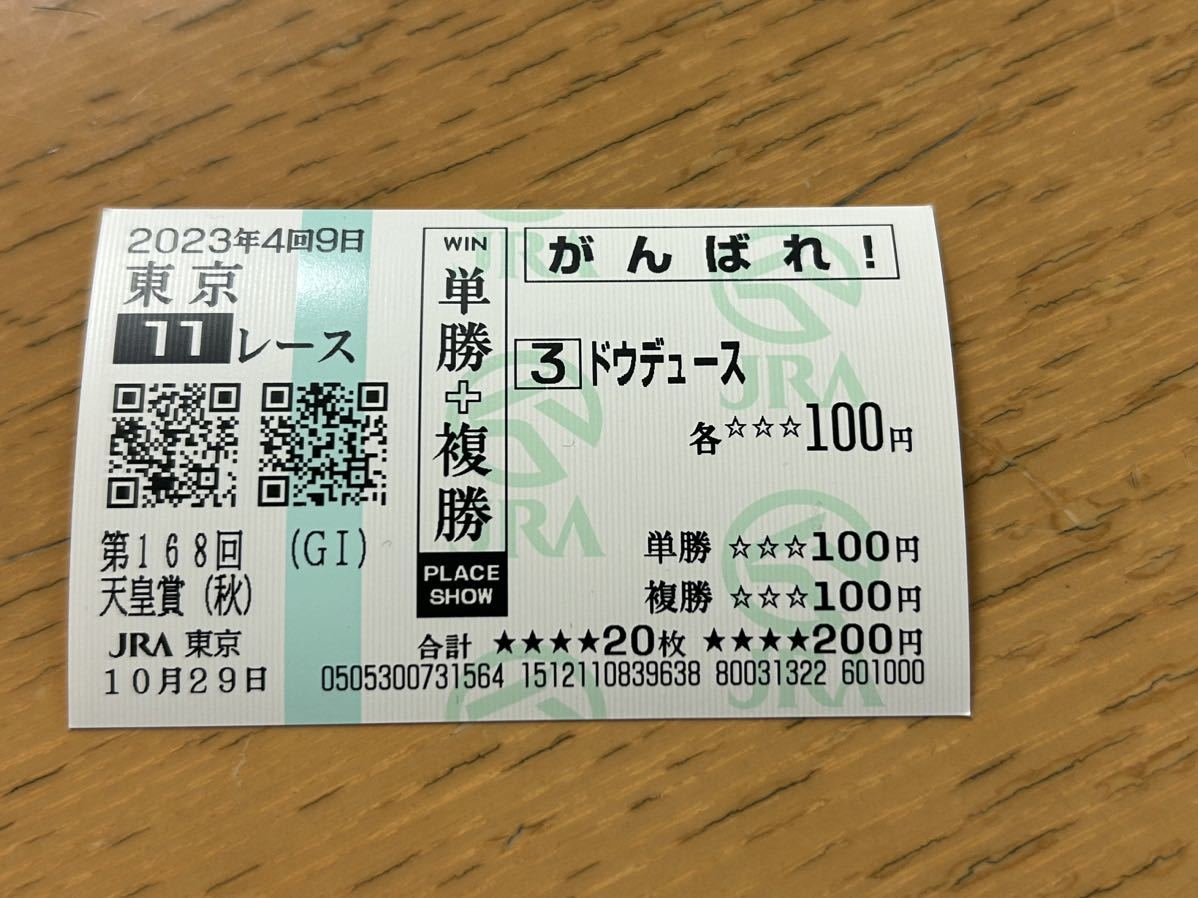 2023年4回9日
東京
11レース
第168回 (GI)
天皇賞(秋)
JRA 東京
10月29日
WIN
単勝+複勝
PLACE
SHOW
がんばれ!
3 ドウデュース
各☆☆☆100円
単勝 ☆☆☆100円
複勝 ☆☆☆100円
合計 ★★★★20枚 ★★★★200円
0505300731564 1512110839638 80031322 601000
JRA
JRA
JRA
JRA